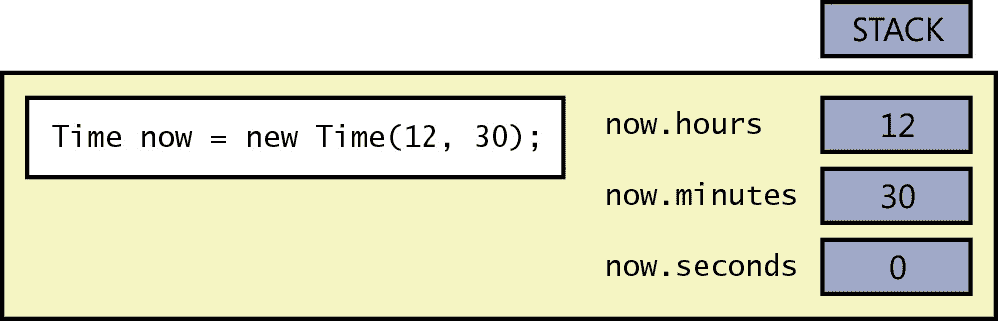 STACK
Time now = new Time(12, 30);
now.hours 12
now.minutes 30
now.seconds 0